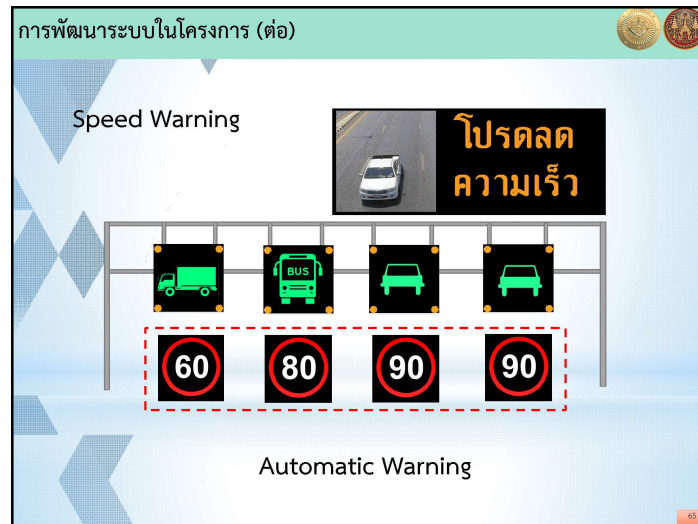 การพัฒนาระบบในโครงการ (ต่อ)
Speed Warning
โปรดลด
ความเร็ว
BUS
60 80 90 90
Automatic Warning
65